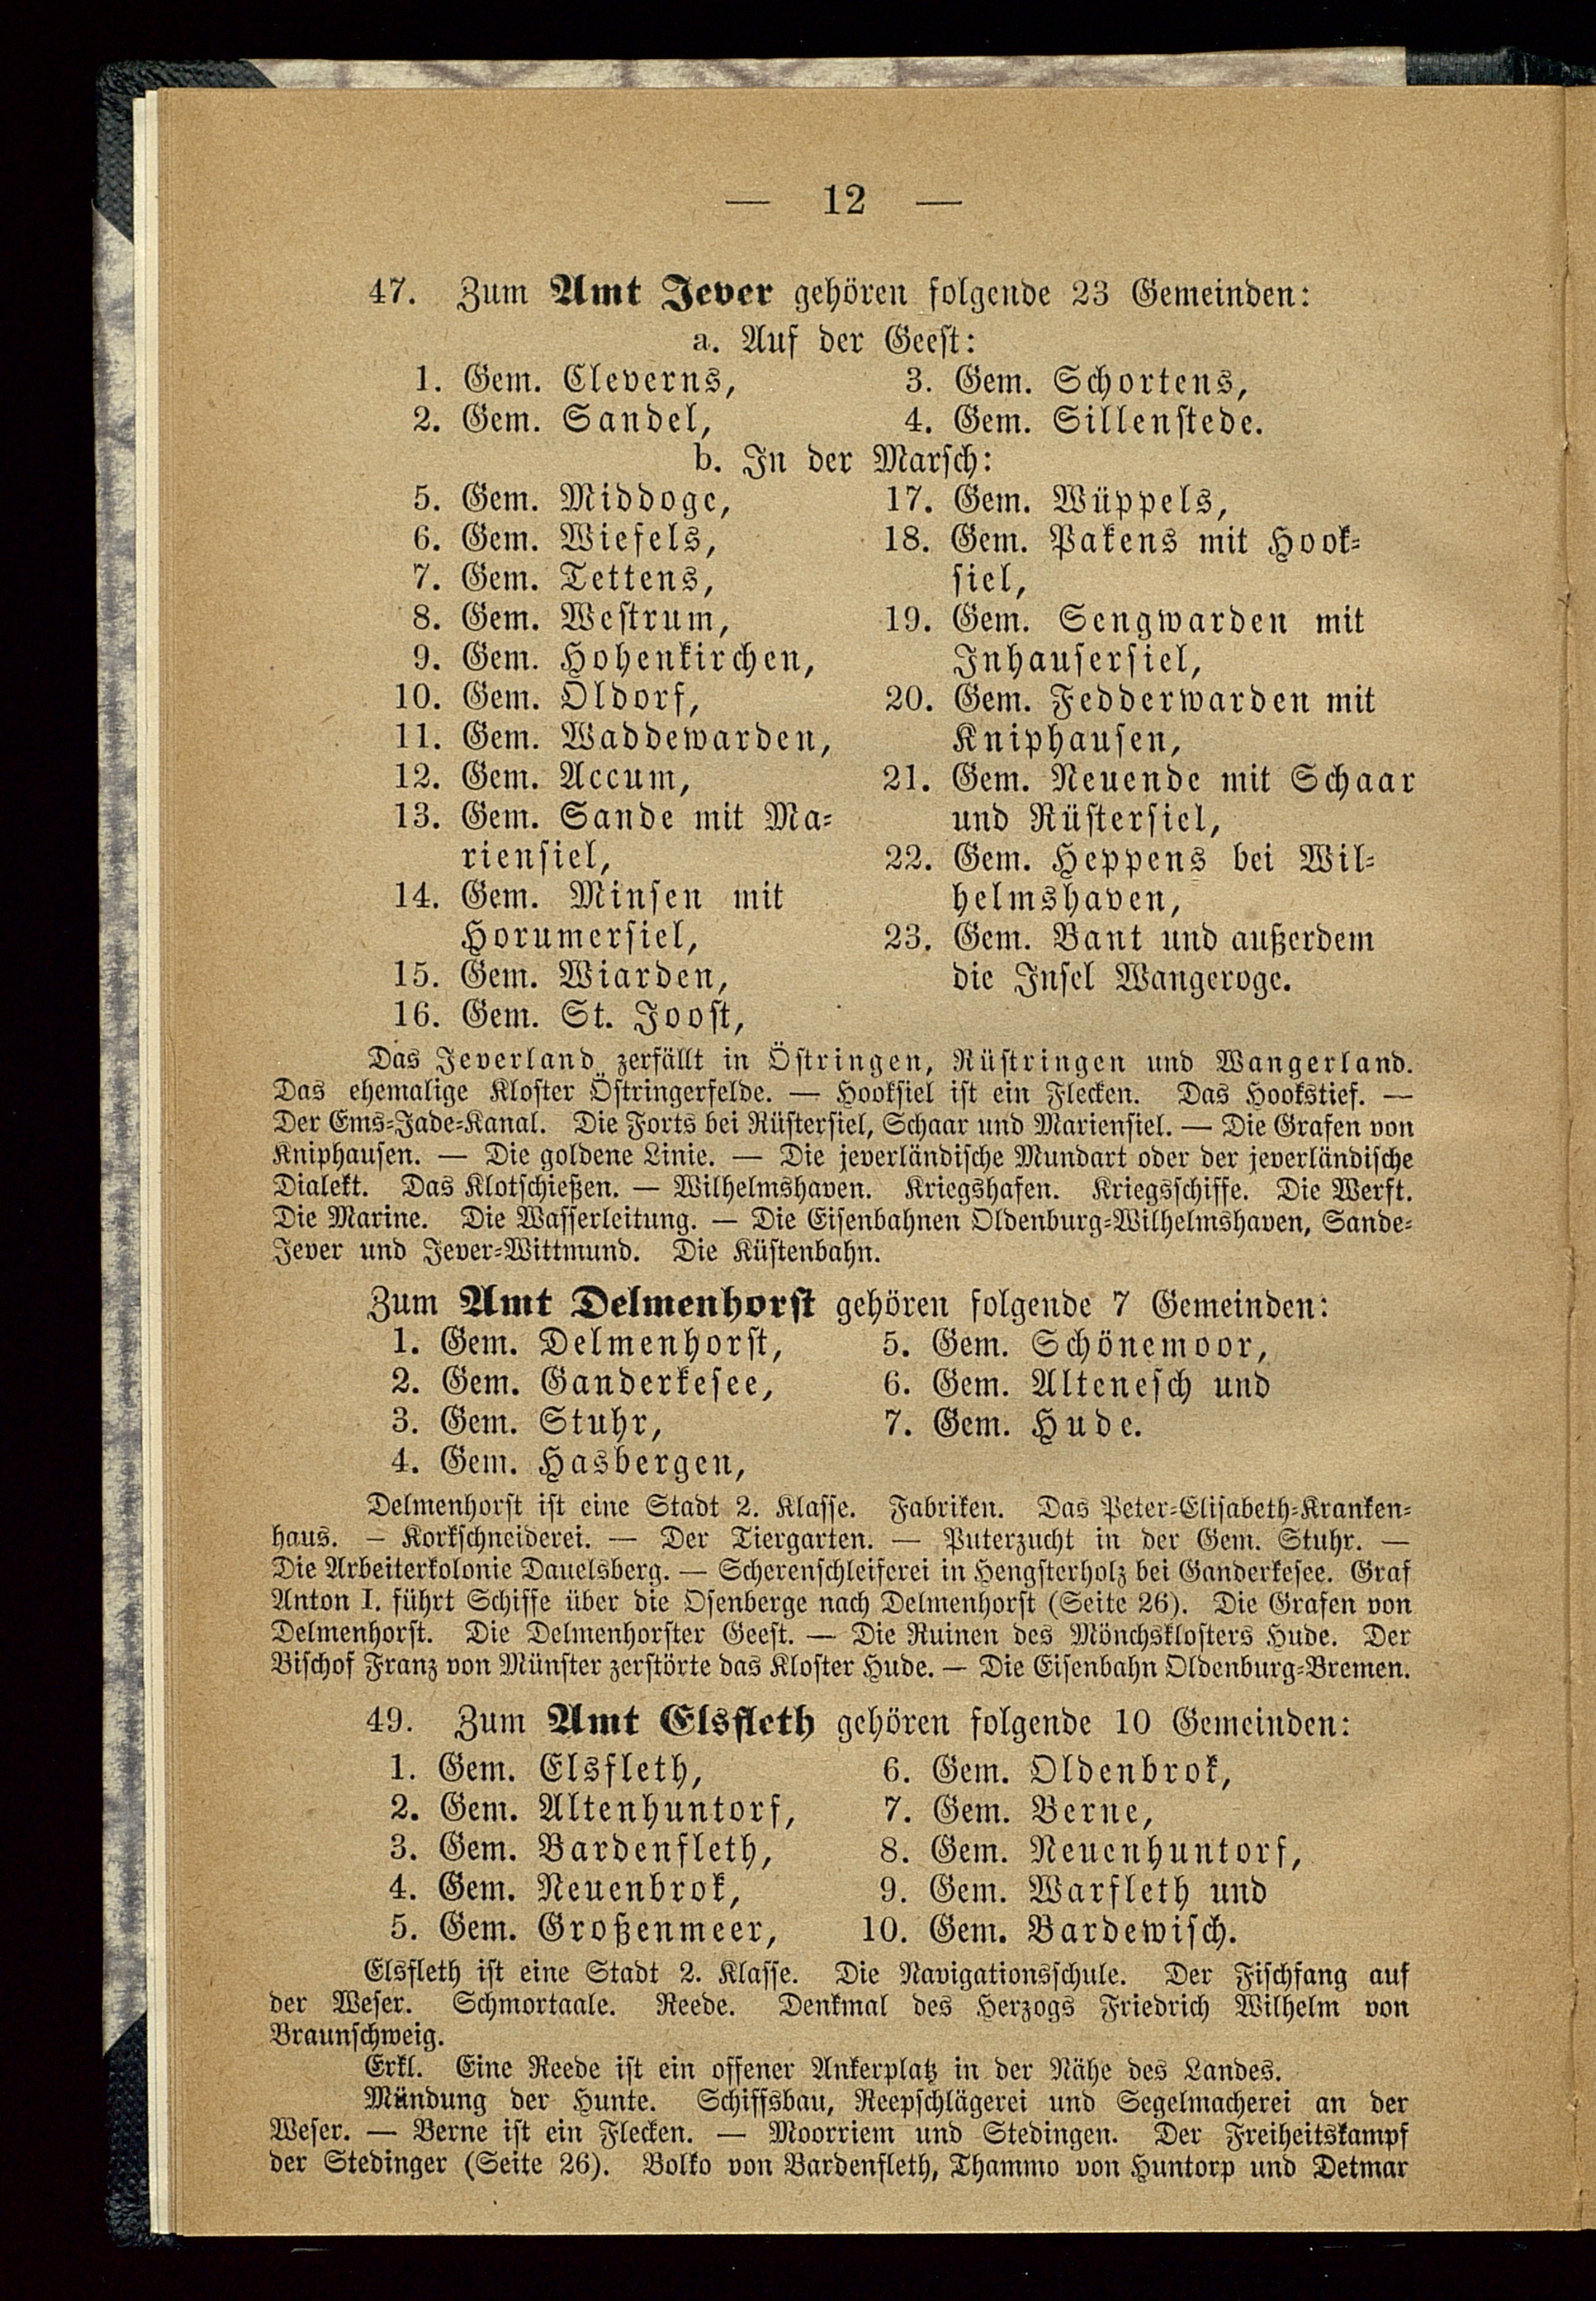 — 12 —
47. Zum Amt Jever gehören folgende 23 Gemeinden:
a. Auf der Geest:
1. Gem. Cleverns,
2. Gem. Sandel,
3. Gem. Schortens,
4. Gem. Sillenstede.
b. In der Marsch:
5. Gem. Middoge,
6. Gem. Wiefels,
7. Gem. Tettens,
8. Gem. Westrum,
9. Gem. Hohenkirchen,
10. Gem. Oldorf,
11. Gem. Waddewarden,
12. Gem. Accum,
13. Gem. Sande mit Ma-
riensiel,
14. Gem. Minsen mit
Horumersiel,
15. Gem. Wiarden,
16. Gem. St. Joost,
17. Gem. Wüppels,
18. Gem. Pakens mit Hook-
siel,
19. Gem. Sengwarden mit
Inhausersiel,
20. Gem. Fedderwarden mit
Kniphausen,
21. Gem. Neuende mit Schaar
und Rüstersiel,
22. Gem. Heppens bei Wil-
helmshaven,
23. Gem. Bant und außerdem
die Insel Wangeroge.
Das Jeverland zerfällt in Östringen, Rüstringen und Wangerland.
Das ehemalige Kloster Östringerfelde. — Hooksiel ist ein Flecken. Das Hookstief. —
Der Ems-Jade-Kanal. Die Forts bei Rüstersiel, Schaar und Mariensiel. — Die Grafen von
Kniphausen. — Die goldene Linie. — Die jeverländische Mundart oder der jeverländische
Dialekt. Das Klotschießen. — Wilhelmshaven. Kriegshafen. Kriegsschiffe. Die Werft.
Die Marine. Die Wasserleitung. — Die Eisenbahnen Oldenburg-Wilhelmshaven, Sande-
Jever und Jever-Wittmund. Die Küstenbahn.
Zum Amt Delmenhorst gehören folgende 7 Gemeinden:
1. Gem. Delmenhorst,
2. Gem. Ganderkesee,
3. Gem. Stuhr,
4. Gem. Hasbergen,
5. Gem. Schönemoor,
6. Gem. Altenesch und
7. Gem. Hude.
Delmenhorst ist eine Stadt 2. Klasse. Fabriken. Das Peter-Elisabeth-Kranken-
haus. — Korkschneiderei. — Der Tiergarten. — Puterzucht in der Gem. Stuhr. —
Die Arbeiterkolonie Dauelsberg. — Scherenschleiferei in Hengsterholz bei Ganderkesee. Graf
Anton I. führt Schiffe über die Osenberge nach Delmenhorst (Seite 26). Die Grafen von
Delmenhorst. Die Delmenhorster Geest. — Die Ruinen des Mönchsklosters Hude. Der
Bischof Franz von Münster zerstörte das Kloster Hude. — Die Eisenbahn Oldenburg-Bremen.
49. Zum Amt Elsfleth gehören folgende 10 Gemeinden:
1. Gem. Elsfleth,
2. Gem. Altenhuntorf,
3. Gem. Bardenfleth,
4. Gem. Neuenbrok,
5. Gem. Großenmeer,
6. Gem. Oldenbrok,
7. Gem. Berne,
8. Gem. Neuenhuntorf,
9. Gem. Warfleth und
10. Gem. Bardewisch.
Elsfleth ist eine Stadt 2. Klasse. Die Navigationsschule. Der Fischfang auf
der Weser. Schmortaale. Reede. Denkmal des Herzogs Friedrich Wilhelm von
Braunschweig.
Erkl. Eine Reede ist ein offener Ankerplatz in der Nähe des Landes.
Mündung der Hunte. Schiffsbau, Reepschlägerei und Segelmacherei an der
Weser. — Berne ist ein Flecken. — Moorriem und Stedingen. Der Freiheitskampf
der Stedinger (Seite 26). Bolko von Bardenfleth, Thammo von Huntorp und Detmar